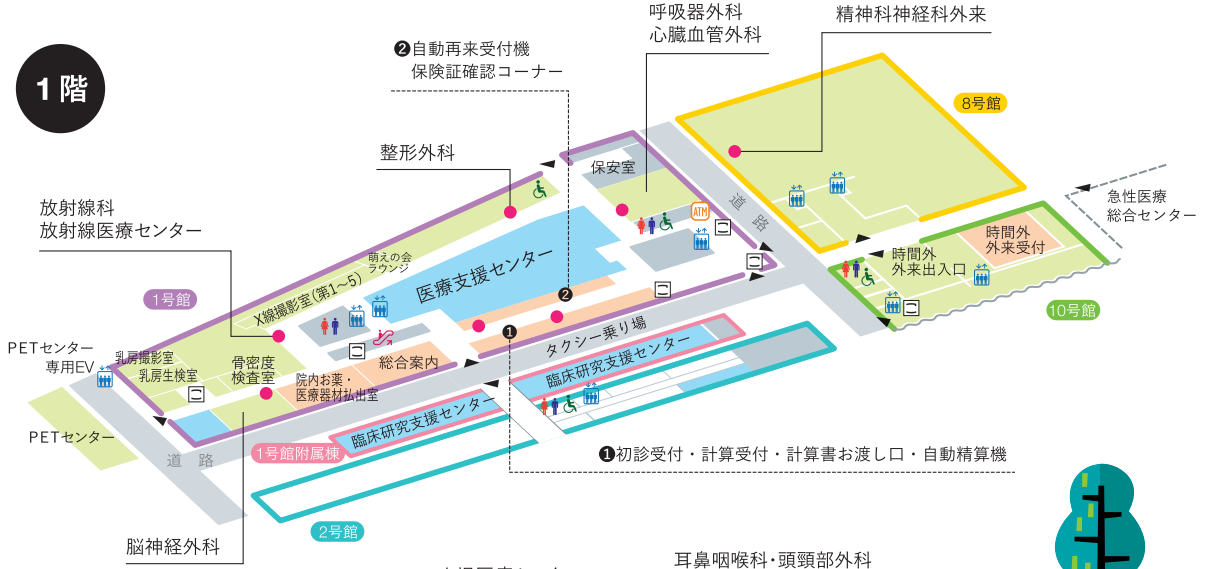 1階
❷自動再来受付機
保険証確認コーナー
呼吸器外科
心臓血管外科
精神科神経科外来
8号館
整形外科
保安室
道路
ATM
急性医療
総合センター
放射線科
放射線医療センター
時間外
外来受付
時間外
外来出入口
萌えの会
ラウンジ
医療支援センター
X線撮影室(第1〜5)
1号館
❷
10号館
❶
タクシー乗り場
PETセンター
専用EV
乳房撮影室
乳房生検室
骨密度
検査室
総合案内
院内お薬・
医療器材払出室
臨床研究支援センター
臨床研究支援センター
PETセンター
道路
1号館附属棟
❶初診受付・計算受付・計算書お渡し口・自動精算機
2号館
脳神経外科
耳鼻咽喉科・頭頸部外科